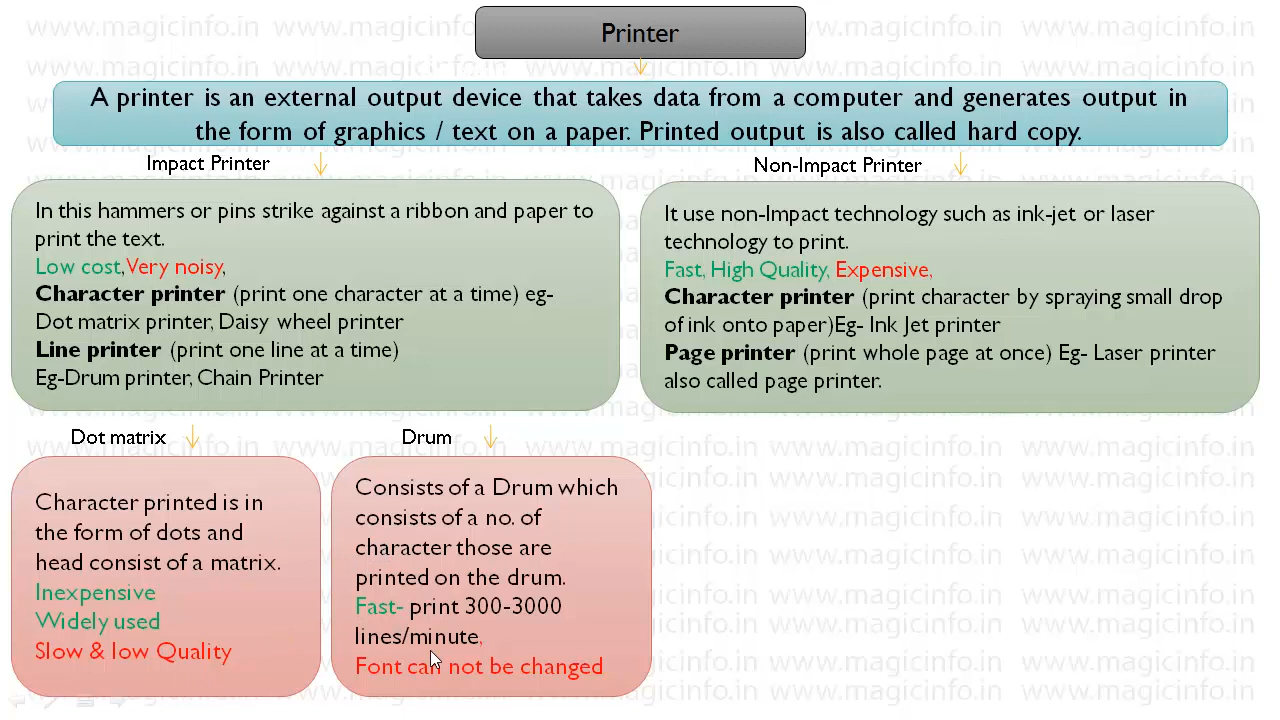 Printer
A printer is an external output device that takes data from a computer and generates output in
the form of graphics / text on a paper. Printed output is also called hard copy.
Impact Printer
In this hammers or pins strike against a ribbon and paper to
print the text.
Low cost,Very noisy,
Character printer (print one character at a time) eg-
Dot matrix printer, Daisy wheel printer
Line printer (print one line at a time)
Eg-Drum printer, Chain Printer
Non-Impact Printer
It use non-Impact technology such as ink-jet or laser
technology to print.
Fast, High Quality, Expensive,
Character printer (print character by spraying small drop
of ink onto paper)Eg- Ink Jet printer
Page printer (print whole page at once) Eg- Laser printer
also called page printer.
Dot matrix
Character printed is in
the form of dots and
head consist of a matrix.
Inexpensive
Widely used
Slow & low Quality
Drum
Consists of a Drum which
consists of a no. of
character those are
printed on the drum.
Fast- print 300-3000
lines/minute,
Font can not be changed
www.magicinfo.in